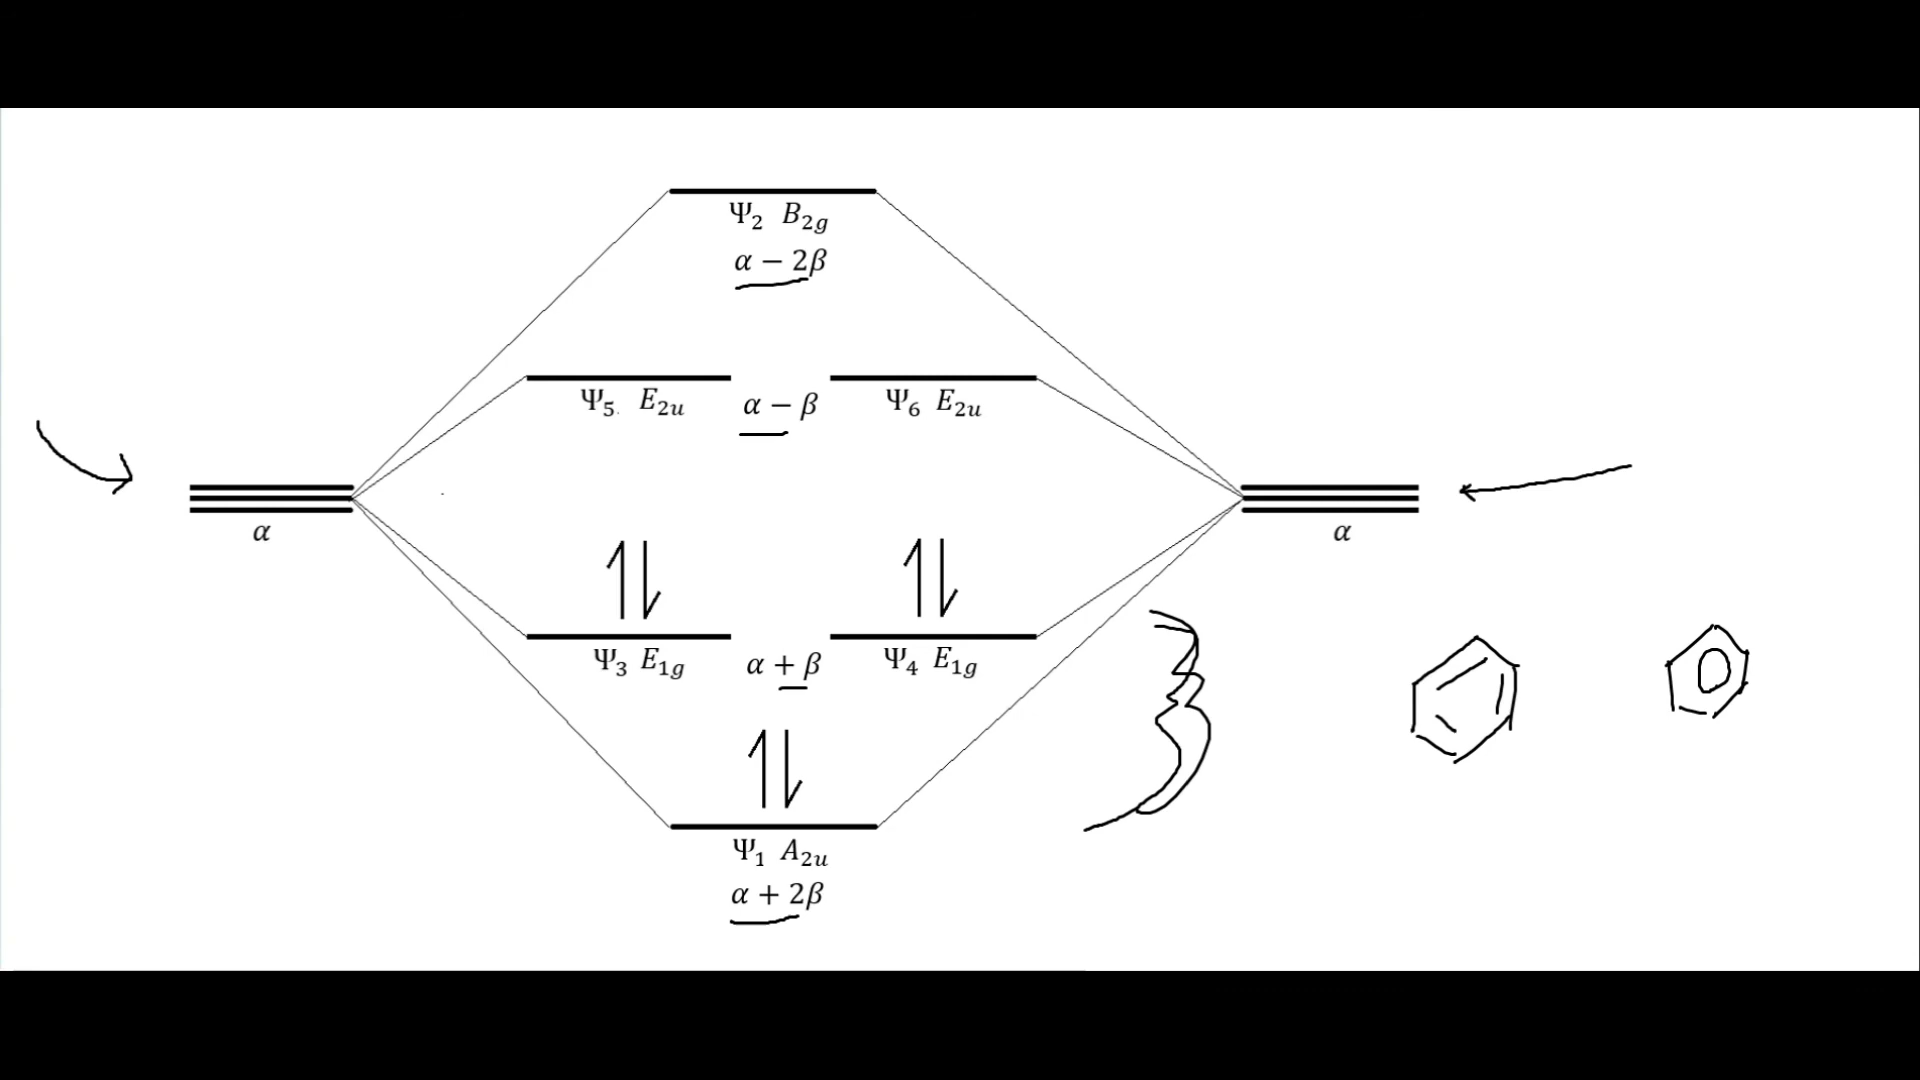 Ψ₂ B₂g
α − 2β
Ψ₅ E₂u α − β Ψ₆ E₂u
α α
Ψ₃ E₁g α + β Ψ₄ E₁g
Ψ₁ A₂u
α + 2β